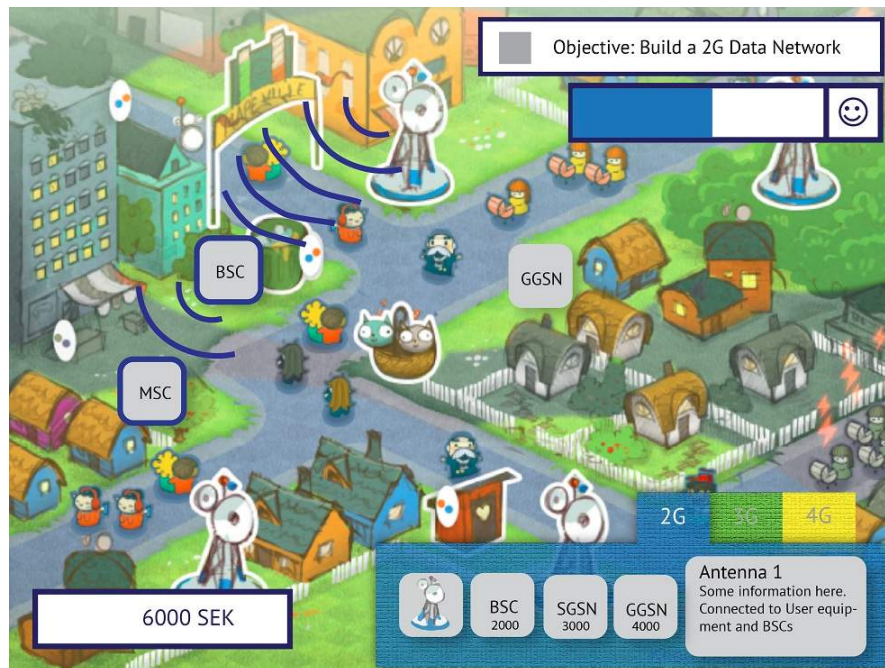 Objective: Build a 2G Data Network
BSC
GGSN
MSC
2G
3G
4G
6000 SEK
BSC
2000
SGSN
3000
GGSN
4000
Antenna 1
Some information here.
Connected to User equip-
ment and BSCs